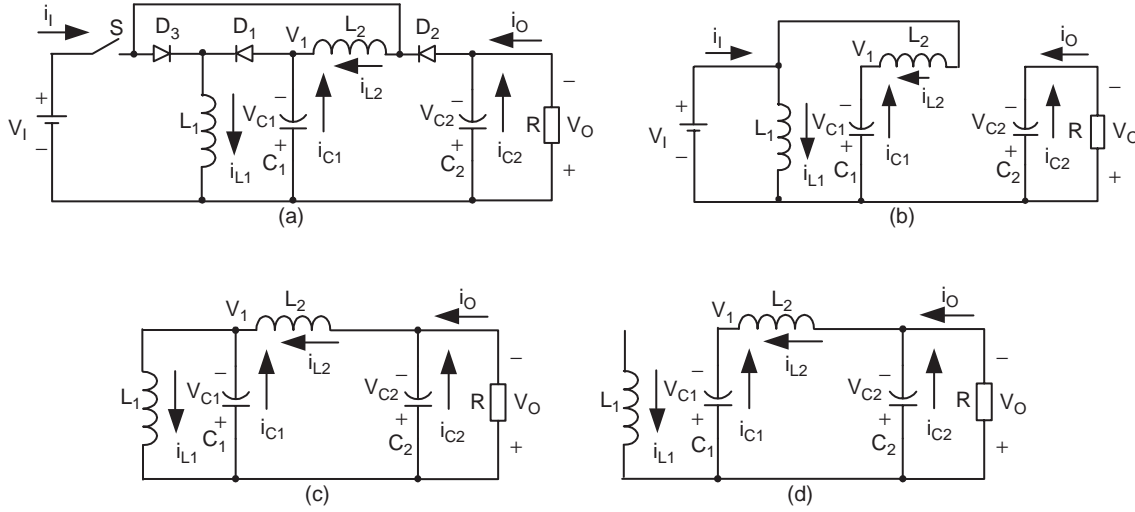 i_I S D_3 D_1 V_1 L_2 D_2 i_O
+ V_I − L_1 i_L1 V_C1 − + C_1 i_C1 i_L2 V_C2 − + C_2 i_C2 R − V_O +
(a)
i_I V_1 L_2 i_O
+ V_I − L_1 i_L1 V_C1 − + C_1 i_C1 i_L2 V_C2 − + C_2 i_C2 R − V_O +
(b)
V_1 L_2 i_O
L_1 i_L1 V_C1 − + C_1 i_C1 i_L2 V_C2 − + C_2 i_C2 R − V_O +
(c)
V_1 L_2 i_O
L_1 i_L1 V_C1 − + C_1 i_C1 i_L2 V_C2 − + C_2 i_C2 R − V_O +
(d)